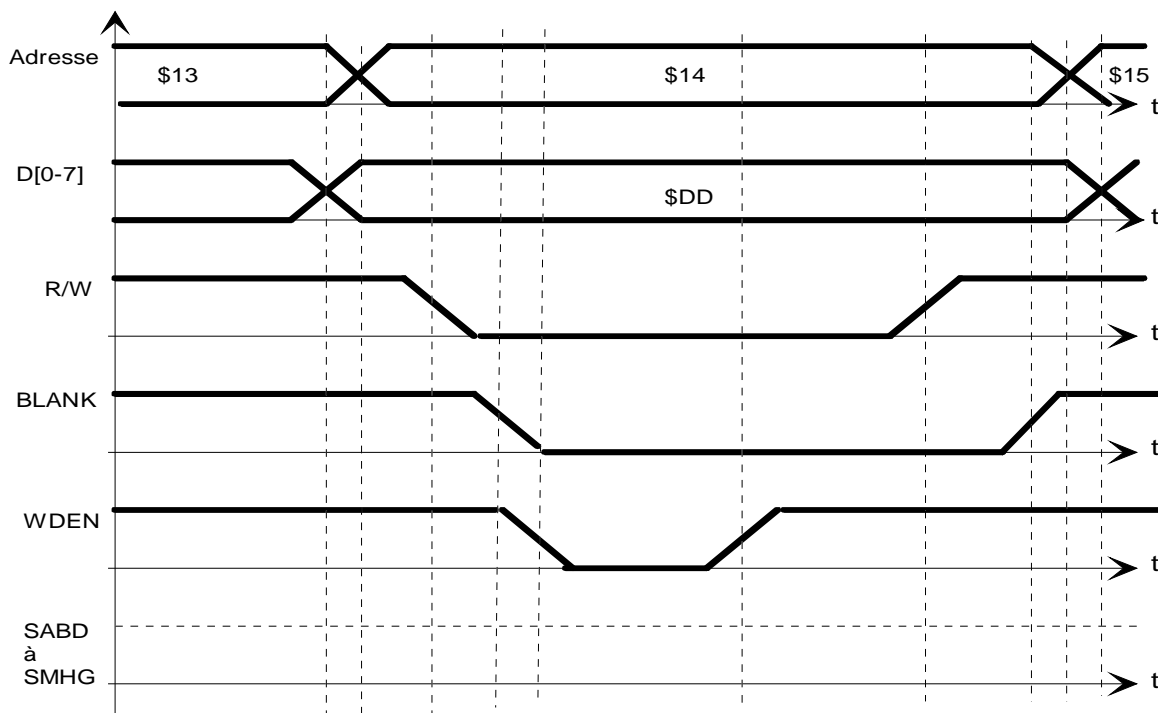 Adresse
$13
$14
$15
t
D[0-7]
$DD
t
R/W
t
BLANK
t
WDEN
t
SABD
à
SMHG
t